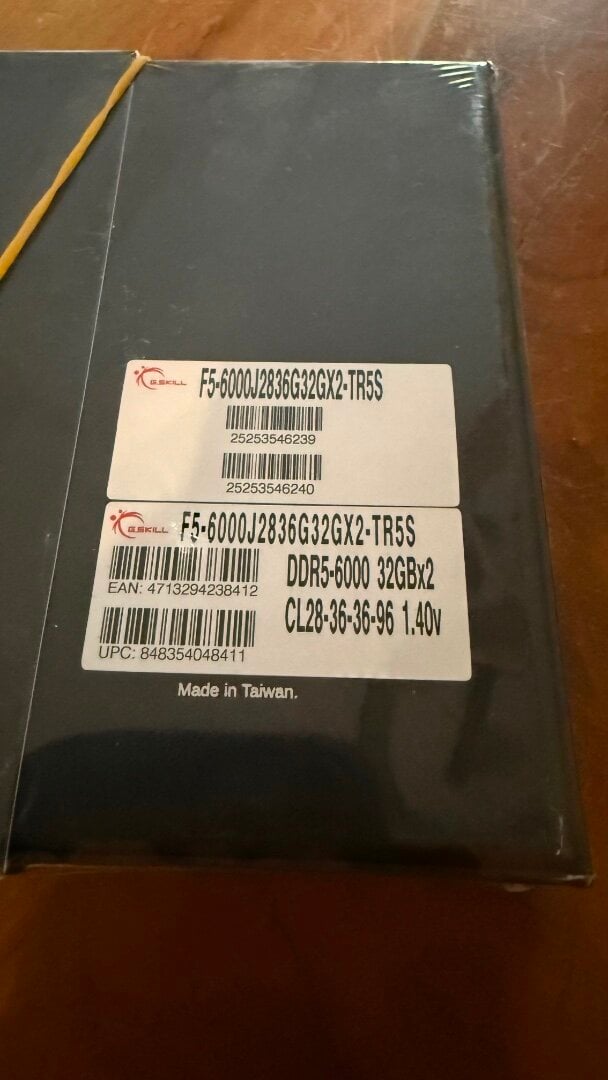 G.SKILL F5-6000J2836G32GX2-TR5S
25253546239
25253546240
G.SKILL F5-6000J2836G32GX2-TR5S
DDR5-6000 32GBx2
EAN: 4713294238412
CL28-36-36-96 1.40v
UPC: 848354048411
Made in Taiwan.